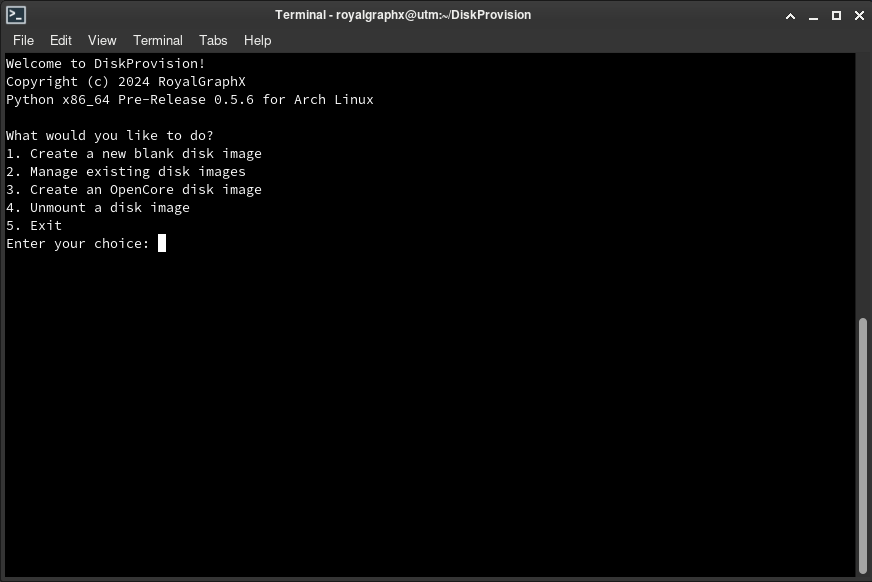 Terminal - royalgraphx@utm:~/DiskProvision
File Edit View Terminal Tabs Help
Welcome to DiskProvision!
Copyright (c) 2024 RoyalGraphX
Python x86_64 Pre-Release 0.5.6 for Arch Linux
What would you like to do?
1. Create a new blank disk image
2. Manage existing disk images
3. Create an OpenCore disk image
4. Unmount a disk image
5. Exit
Enter your choice: